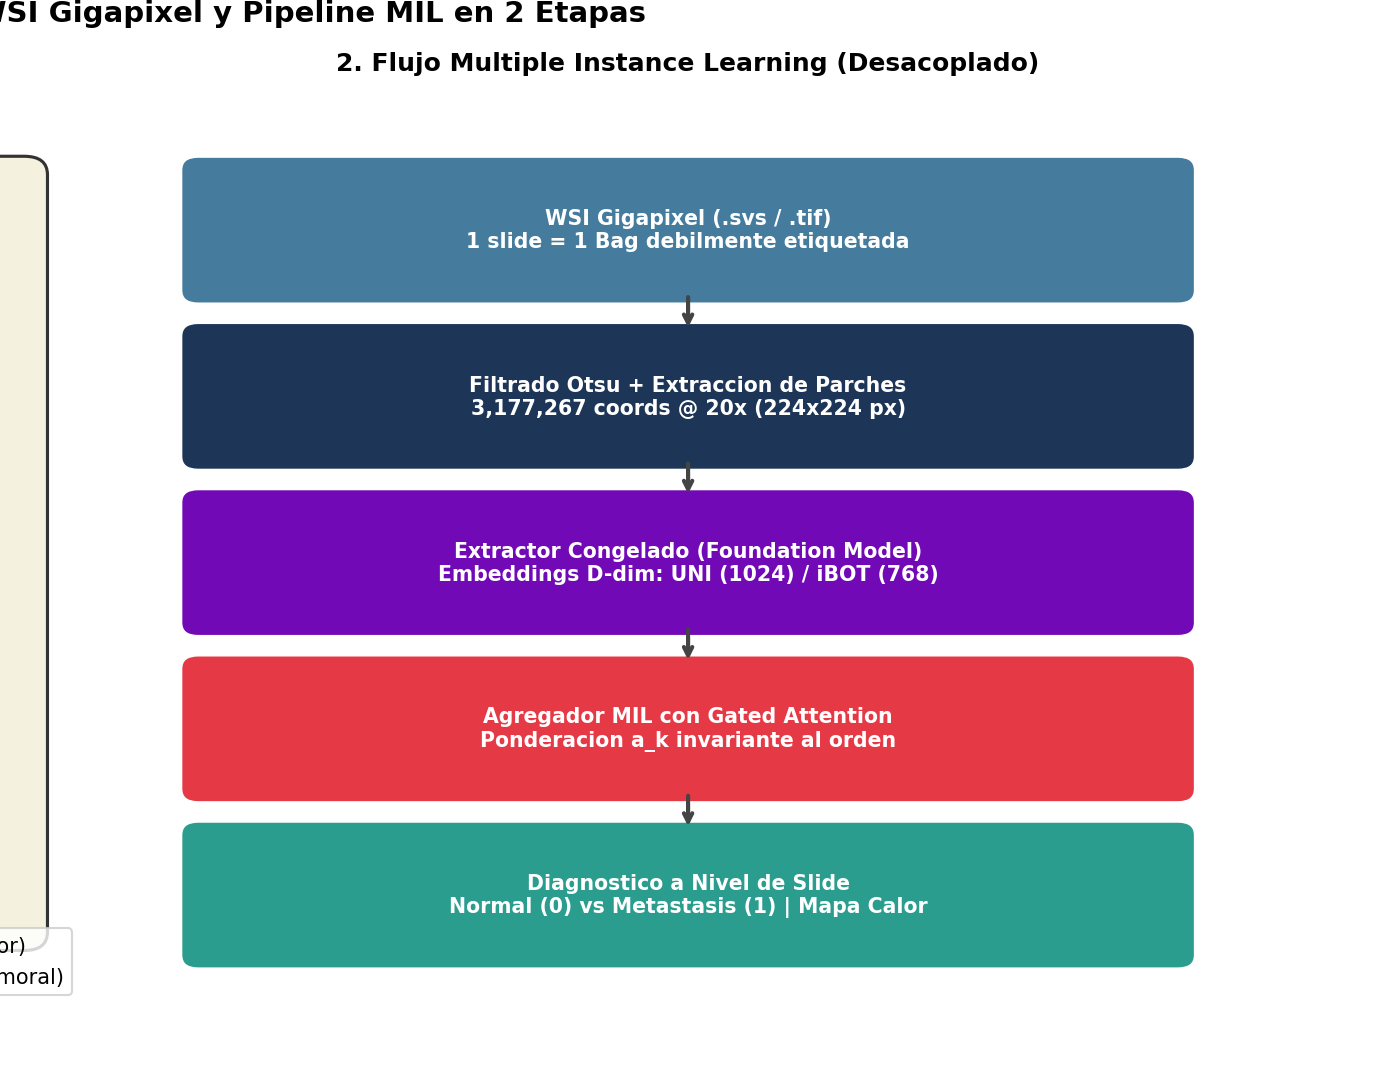 WSI Gigapixel y Pipeline MIL en 2 Etapas
2. Flujo Multiple Instance Learning (Desacoplado)
WSI Gigapixel (.svs / .tif)
1 slide = 1 Bag debilmente etiquetada
Filtrado Otsu + Extraccion de Parches
3,177,267 coords @ 20x (224x224 px)
Extractor Congelado (Foundation Model)
Embeddings D-dim: UNI (1024) / iBOT (768)
Agregador MIL con Gated Attention
Ponderacion a_k invariante al orden
Diagnostico a Nivel de Slide
Normal (0) vs Metastasis (1) | Mapa Calor
or)
moral)